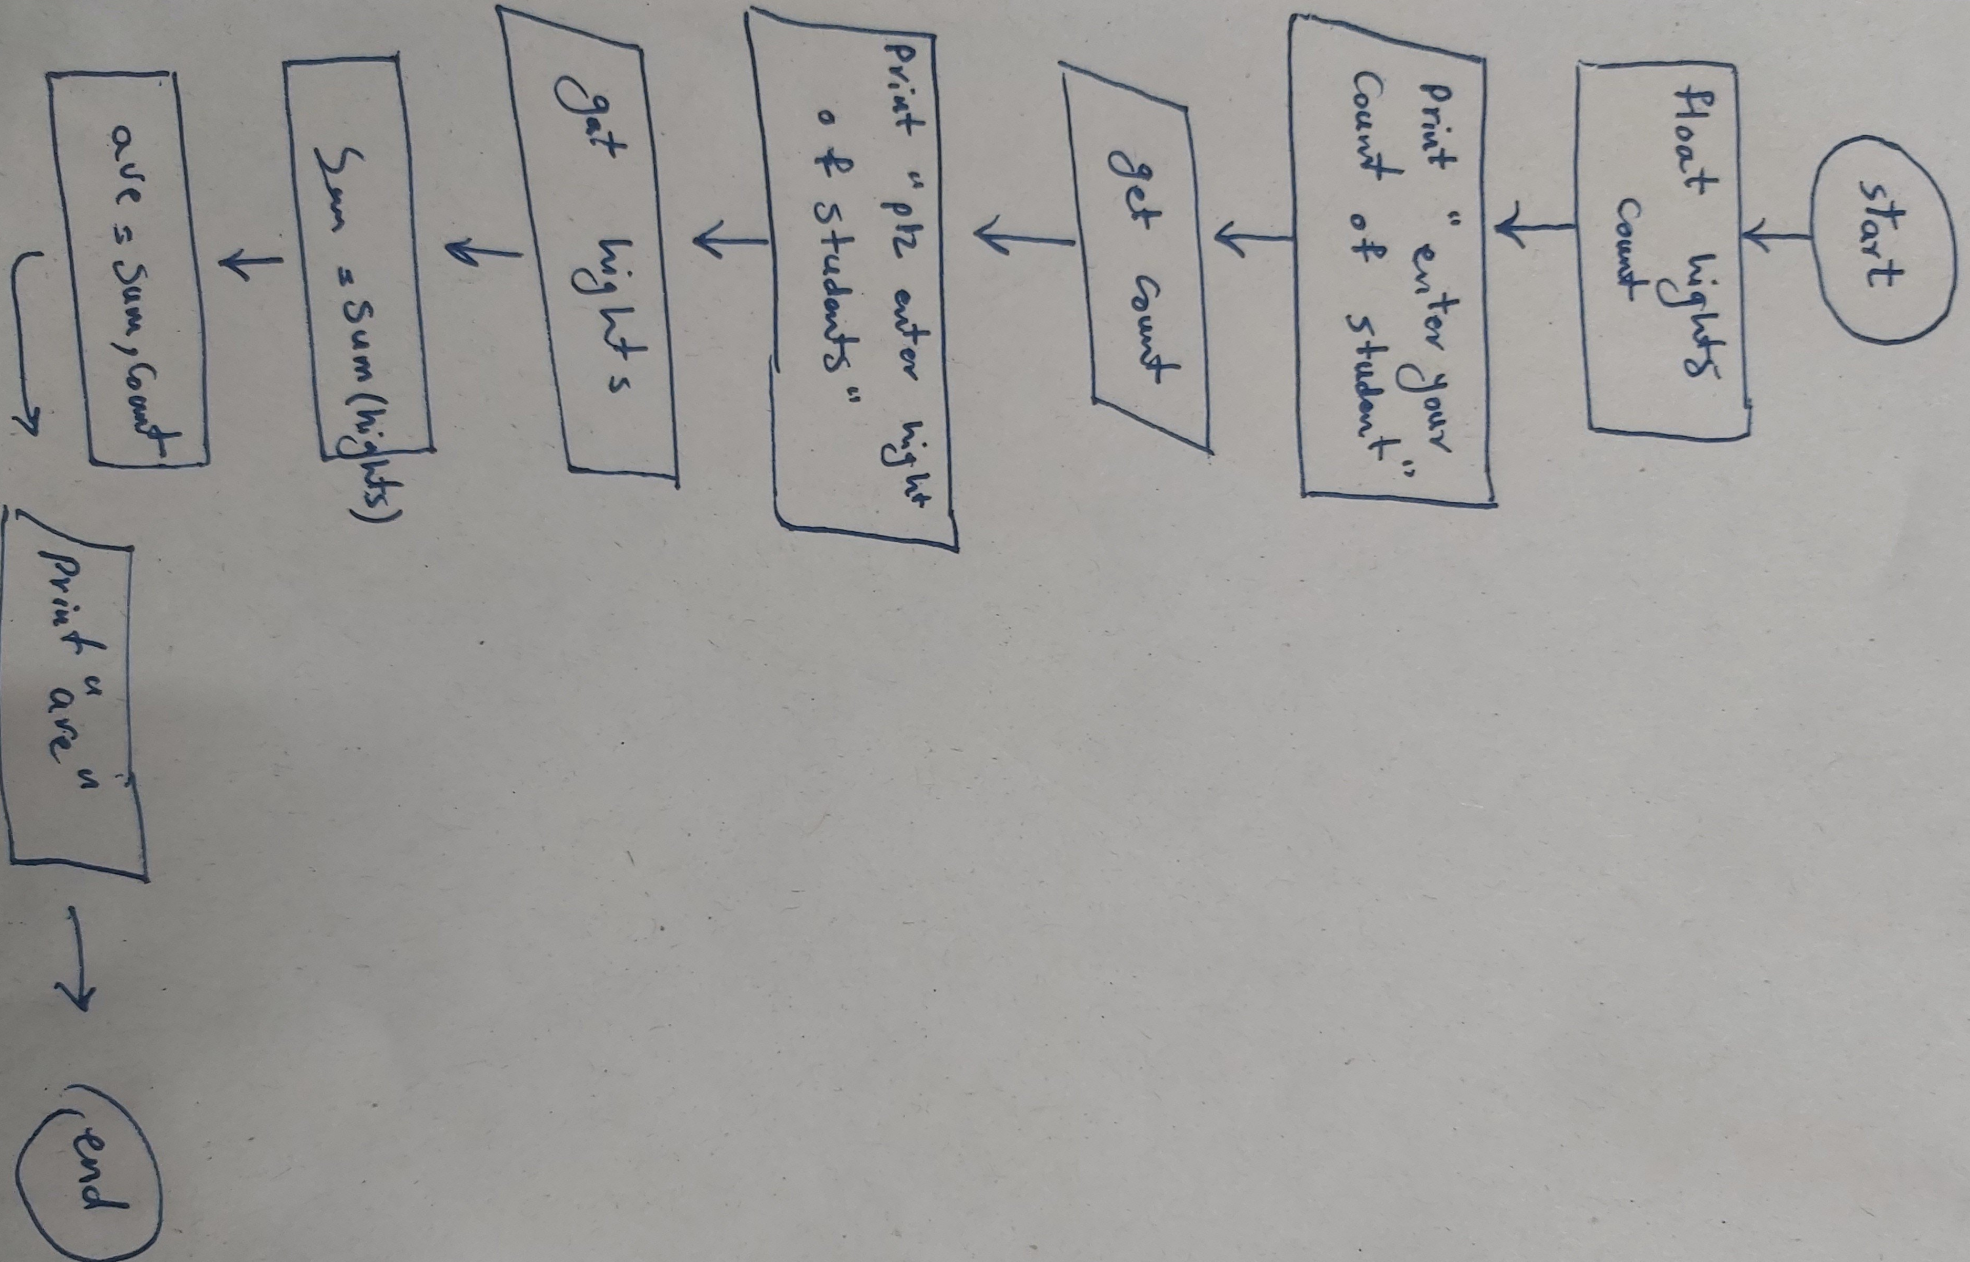 start
float hights
count
print " enter your
count of student"
get count
print " plz enter hight
of students"
gat hights
Sum = sum(hights)
ave = sum, count
print " ave "
end